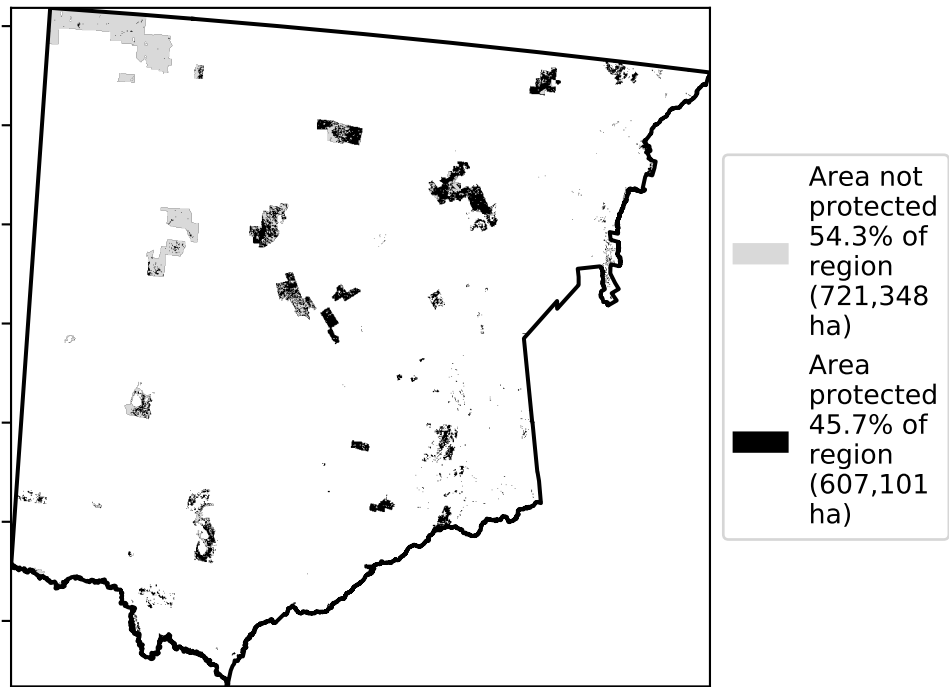 Area not
protected
54.3% of
region
(721,348
ha)
Area
protected
45.7% of
region
(607,101
ha)